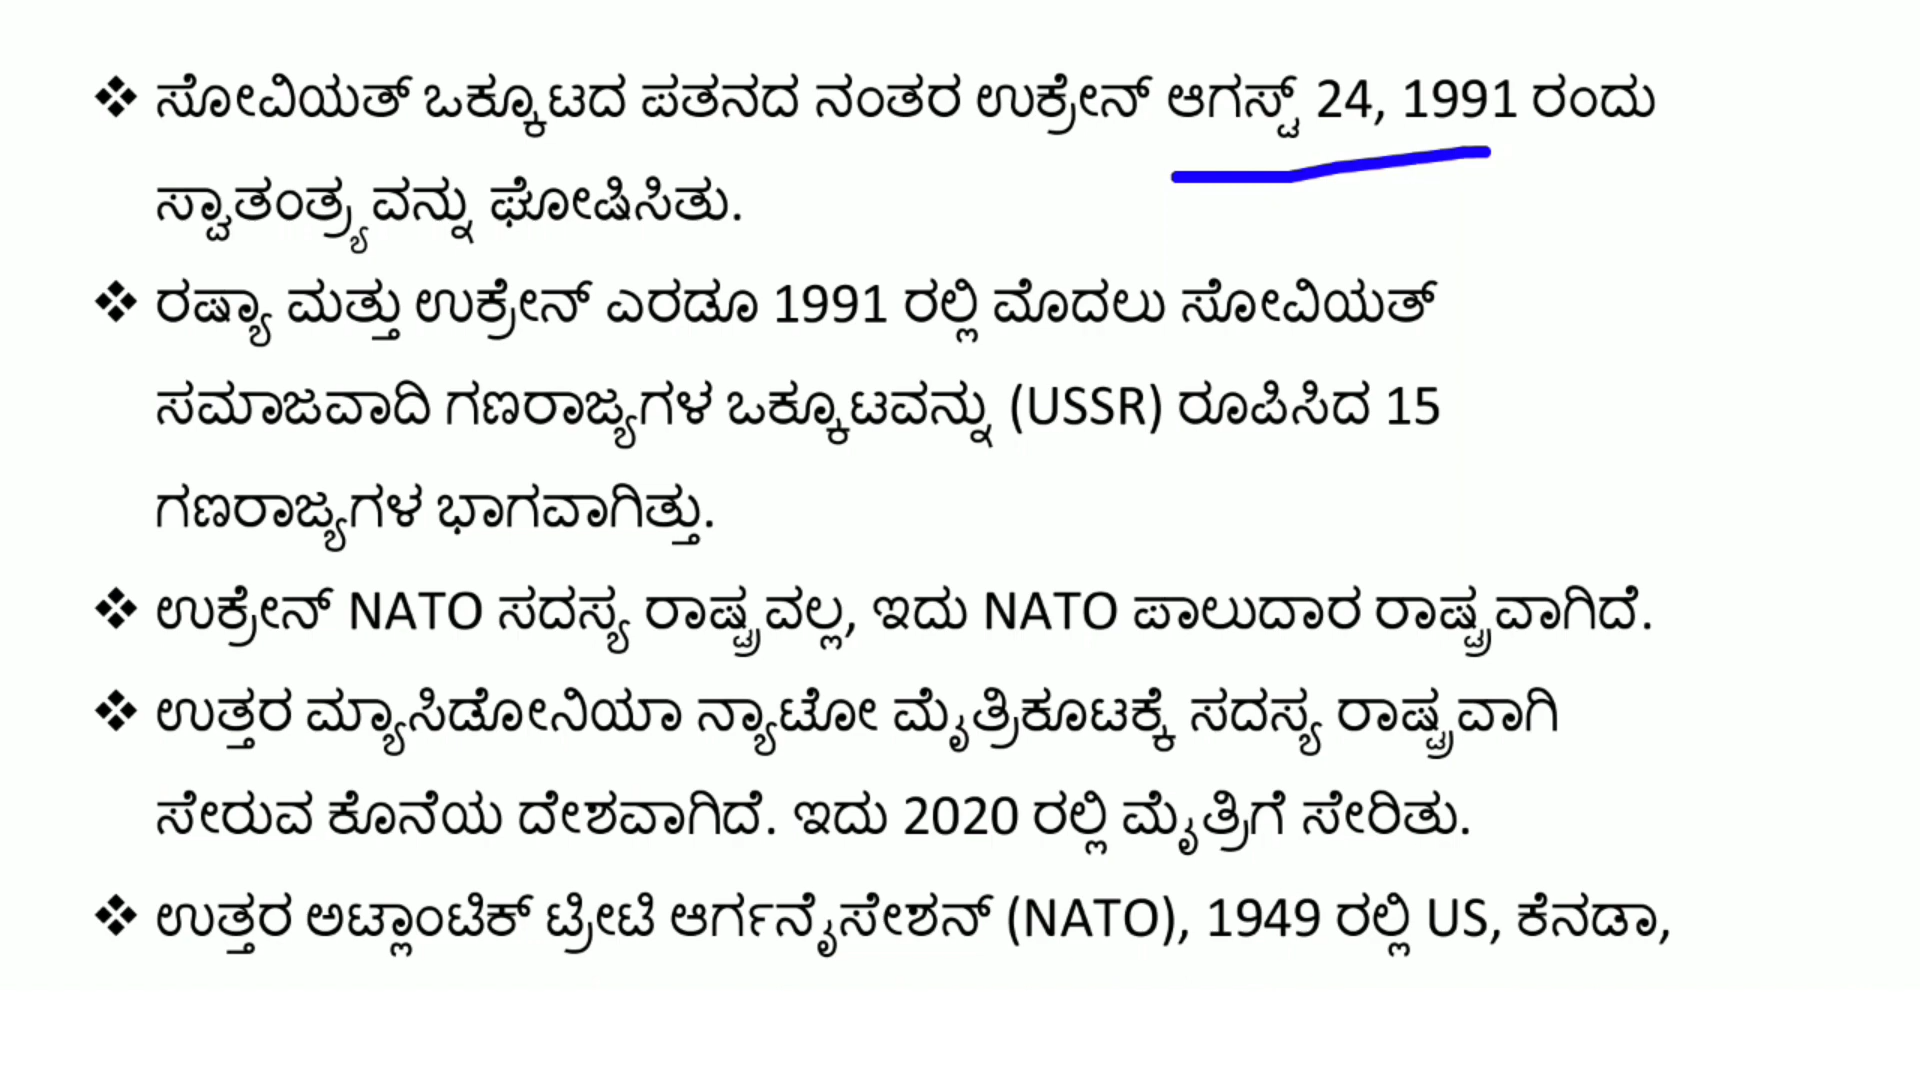 ❖ ಸೋವಿಯತ್ ಒಕ್ಕೂಟದ ಪತನದ ನಂತರ ಉಕ್ರೇನ್ ಆಗಸ್ಟ್ 24, 1991 ರಂದು
ಸ್ವಾತಂತ್ರ್ಯವನ್ನು ಘೋಷಿಸಿತು.
❖ ರಷ್ಯಾ ಮತ್ತು ಉಕ್ರೇನ್ ಎರಡೂ 1991 ರಲ್ಲಿ ಮೊದಲು ಸೋವಿಯತ್
ಸಮಾಜವಾದಿ ಗಣರಾಜ್ಯಗಳ ಒಕ್ಕೂಟವನ್ನು (USSR) ರೂಪಿಸಿದ 15
ಗಣರಾಜ್ಯಗಳ ಭಾಗವಾಗಿತ್ತು.
❖ ಉಕ್ರೇನ್ NATO ಸದಸ್ಯ ರಾಷ್ಟ್ರವಲ್ಲ, ಇದು NATO ಪಾಲುದಾರ ರಾಷ್ಟ್ರವಾಗಿದೆ.
❖ ಉತ್ತರ ಮ್ಯಾಸಿಡೋನಿಯಾ ನ್ಯಾಟೋ ಮೈತ್ರಿಕೂಟಕ್ಕೆ ಸದಸ್ಯ ರಾಷ್ಟ್ರವಾಗಿ
ಸೇರುವ ಕೊನೆಯ ದೇಶವಾಗಿದೆ. ಇದು 2020 ರಲ್ಲಿ ಮೈತ್ರಿಗೆ ಸೇರಿತು.
❖ ಉತ್ತರ ಅಟ್ಲಾಂಟಿಕ್ ಟ್ರೀಟಿ ಆರ್ಗನೈಸೇಶನ್ (NATO), 1949 ರಲ್ಲಿ US, ಕೆನಡಾ,